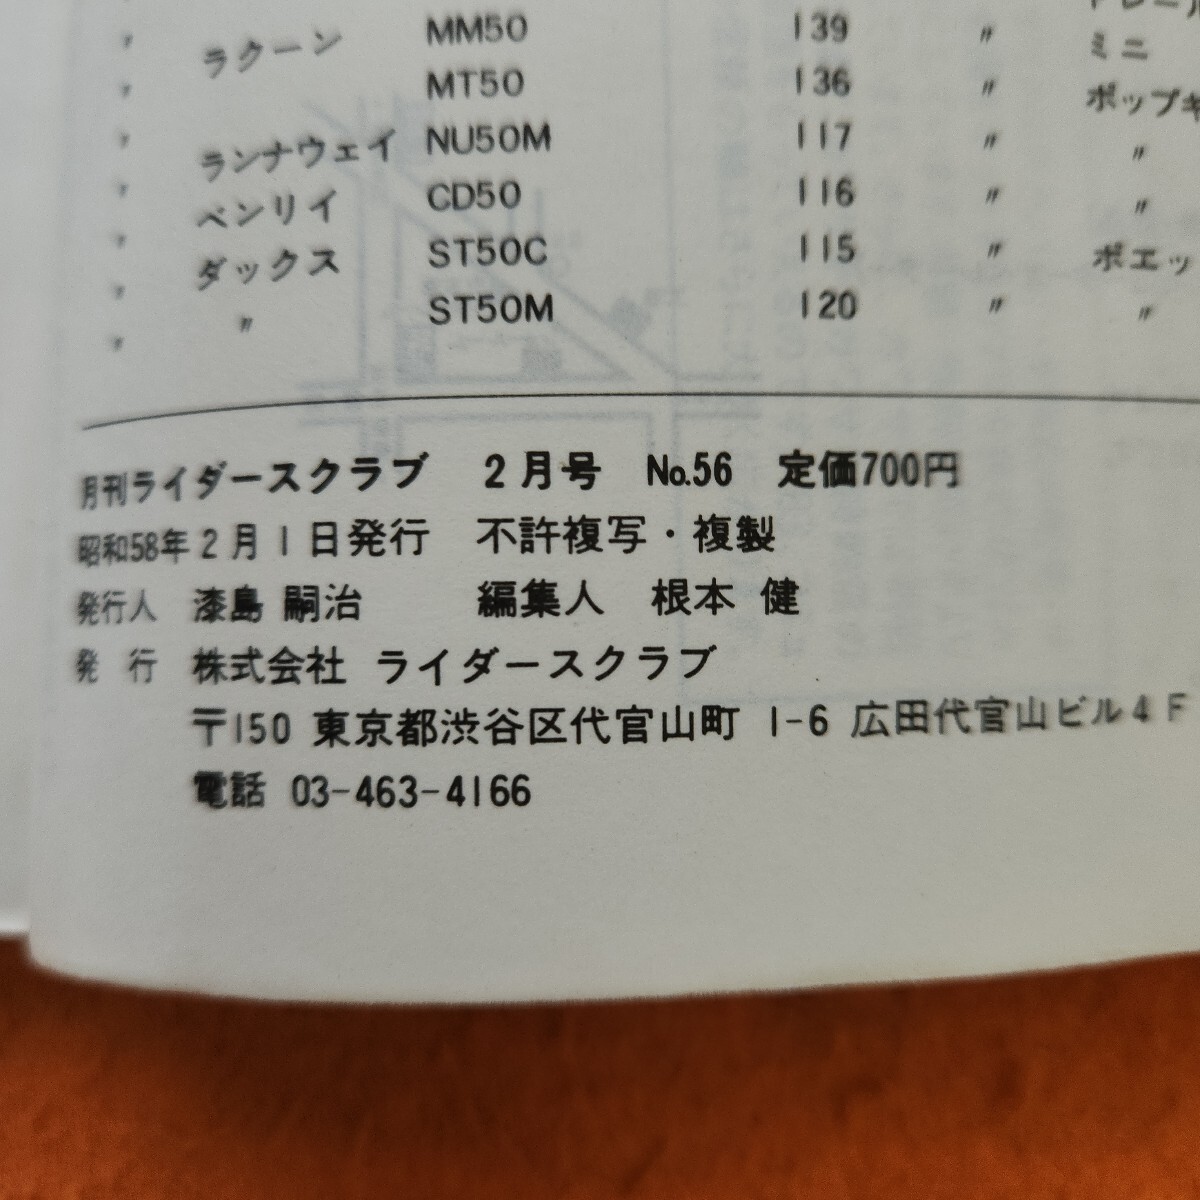 〃 ラクーン MM50 139 〃 ミニ
〃 MT50 136 〃 ポップギ
〃 ランナウェイ NU50M 117 〃 〃
〃 ベンリイ CD50 116 〃 〃
〃 ダックス ST50C 115 〃 ポエッ
〃 〃 ST50M 120 〃 〃
月刊ライダースクラブ 2月号 No.56 定価700円
昭和58年2月1日発行 不許複写・複製
発行人 漆島 嗣治 編集人 根本 健
発 行 株式会社 ライダースクラブ
〒150 東京都渋谷区代官山町 1-6 広田代官山ビル4F
電話 03-463-4166